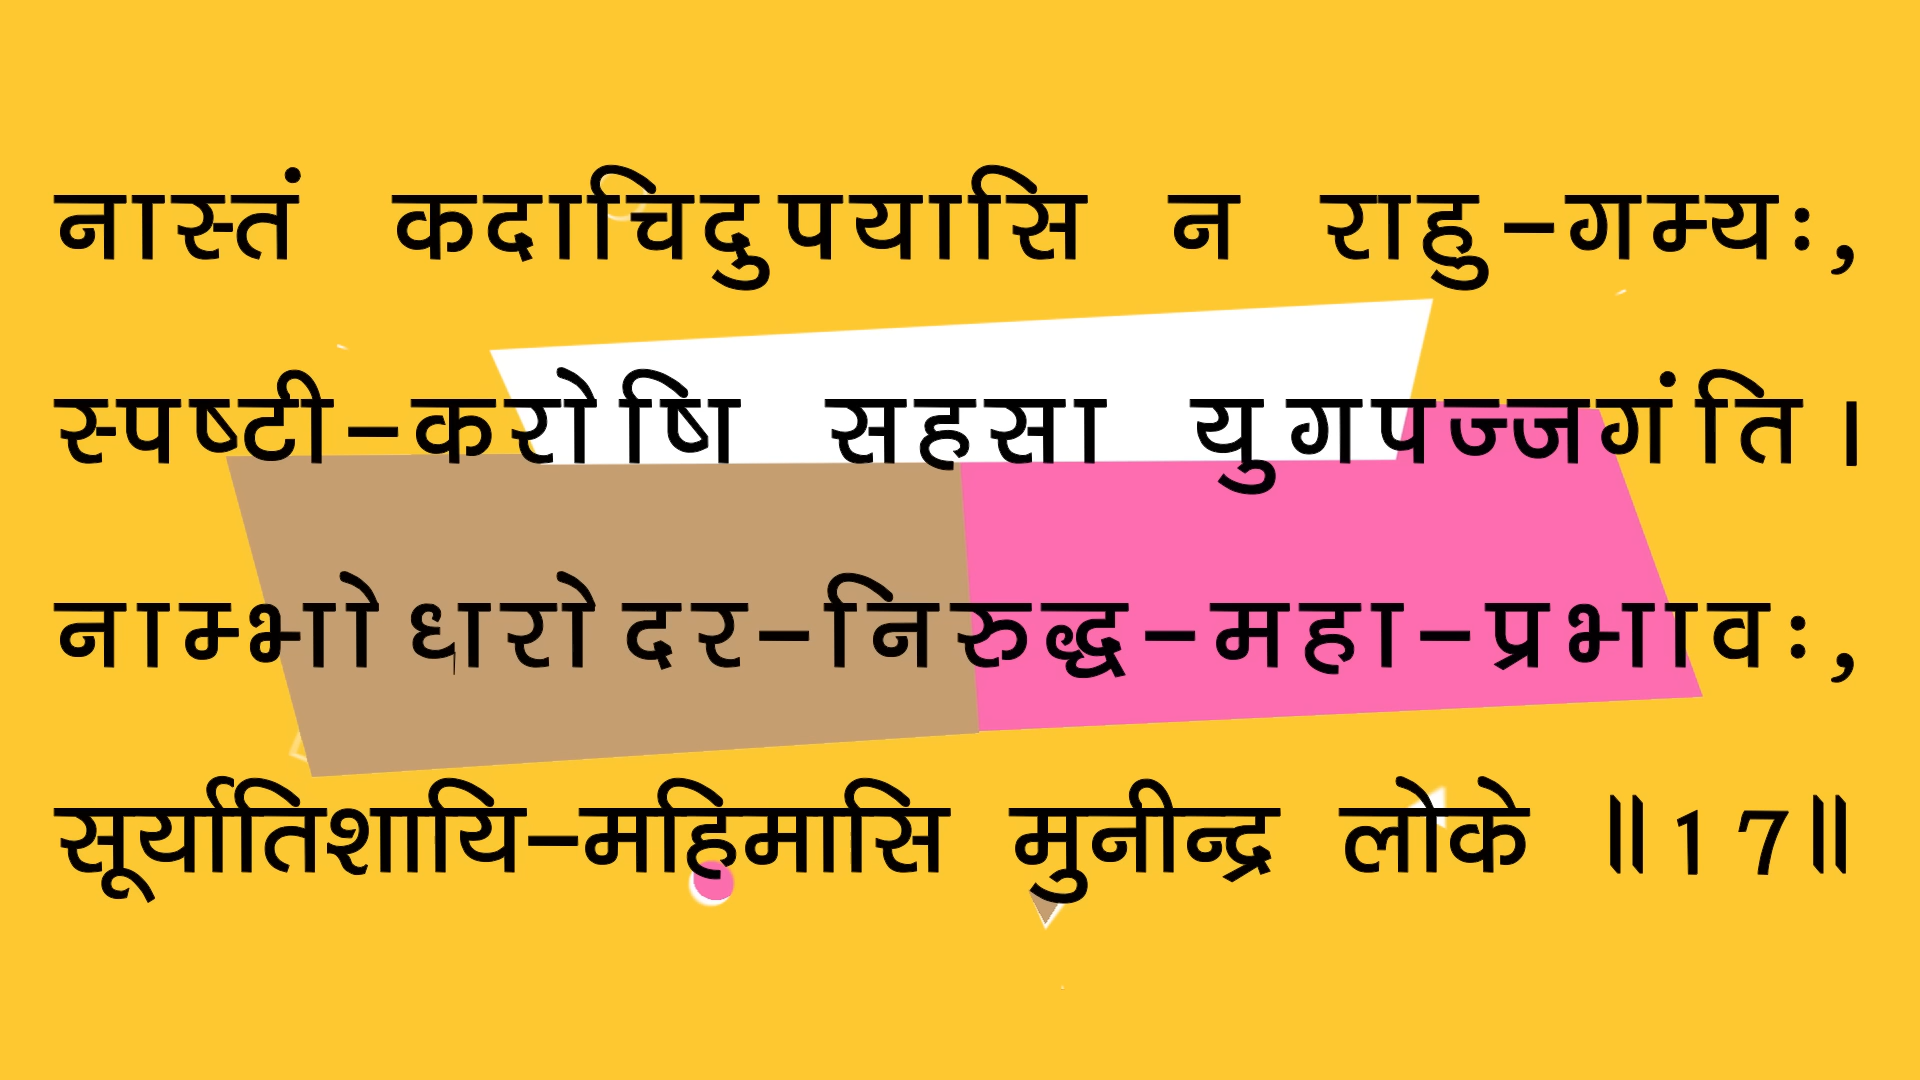 नास्तं कदाचिदुपयासि न राहु-गम्यः,
स्पष्टी-करोषि सहसा युगपज्जगंति ।
नाम्भोधरोदर-निरुद्ध-महा-प्रभावः,
सूर्यातिशायि-महिमासि मुनीन्द्र लोके ॥17॥